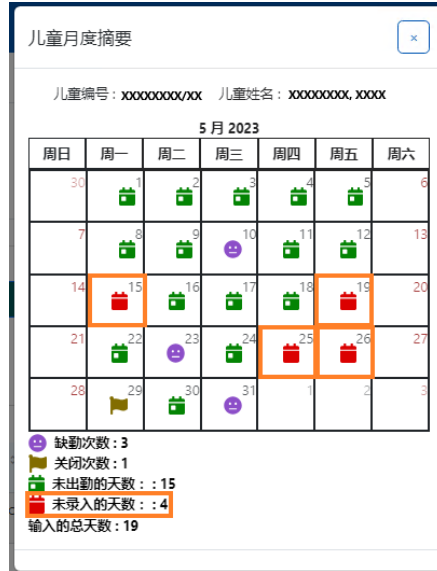 儿童月度摘要
×
儿童编号 : xxxxxxxx/xx 儿童姓名 : xxxxxxxx, xxxx
5 月 2023
周日 周一 周二 周三 周四 周五 周六
30 1 2 3 4 5 6
7 8 9 10 11 12 13
14 15 16 17 18 19 20
21 22 23 24 25 26 27
28 29 30 31 1 2 3
缺勤次数 : 3
关闭次数 : 1
未出勤的天数 : : 15
未录入的天数 : : 4
输入的总天数 : 19